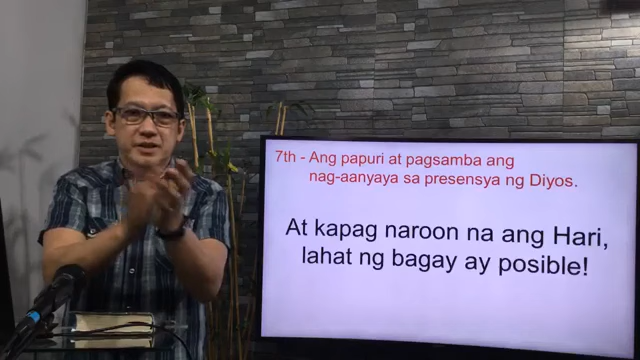 7th - Ang papuri at pagsamba ang
nag-aanyaya sa presensya ng Diyos.
At kapag naroon na ang Hari,
lahat ng bagay ay posible!